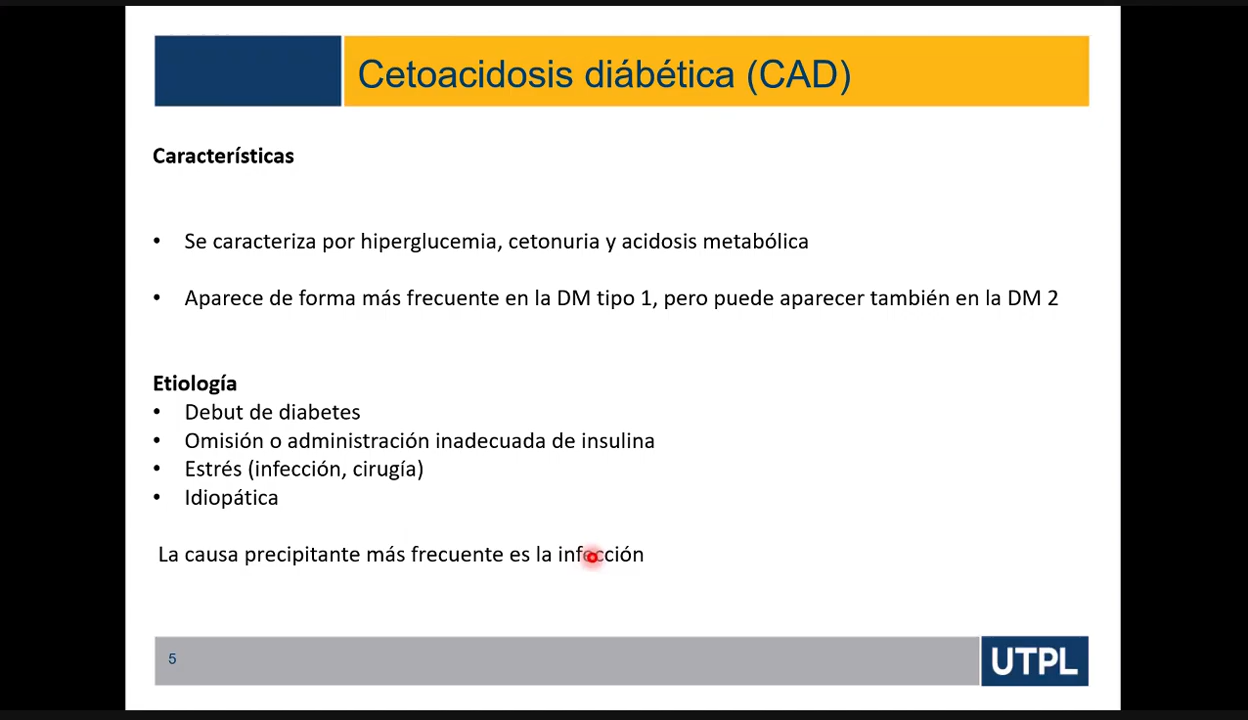 Cetoacidosis diábética (CAD)
Características
• Se caracteriza por hiperglucemia, cetonuria y acidosis metabólica
• Aparece de forma más frecuente en la DM tipo 1, pero puede aparecer también en la DM 2
Etiología
• Debut de diabetes
• Omisión o administración inadecuada de insulina
• Estrés (infección, cirugía)
• Idiopática
La causa precipitante más frecuente es la infección
5
UTPL